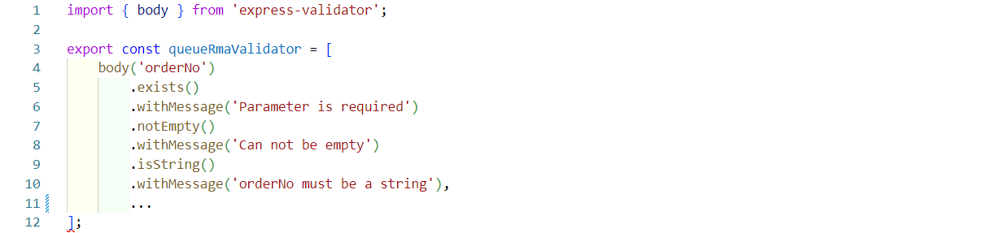 1 import { body } from 'express-validator';
2
3 export const queueRmaValidator = [
4     body('orderNo')
5         .exists()
6         .withMessage('Parameter is required')
7         .notEmpty()
8         .withMessage('Can not be empty')
9         .isString()
10         .withMessage('orderNo must be a string'),
11         ...
12 ];